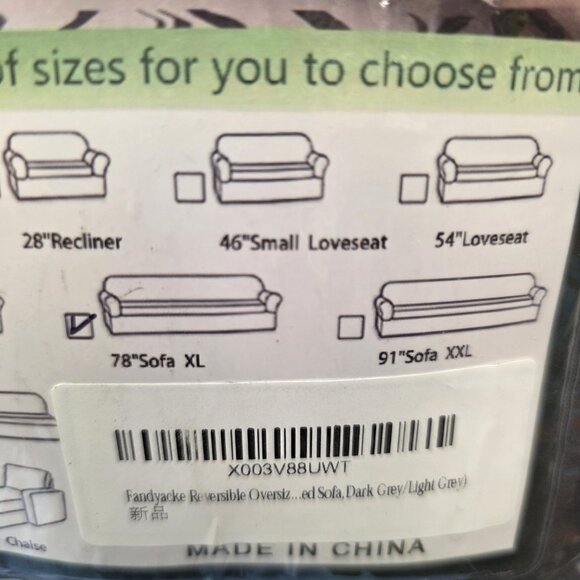 of sizes for you to choose from
28"Recliner
46"Small Loveseat
54"Loveseat
78"Sofa XL
91"Sofa XXL
X003V88UWT
Fandyacke Reversible Oversiz...ed Sofa,Dark Grey/Light Grey)
新品
Chaise
MADE IN CHINA